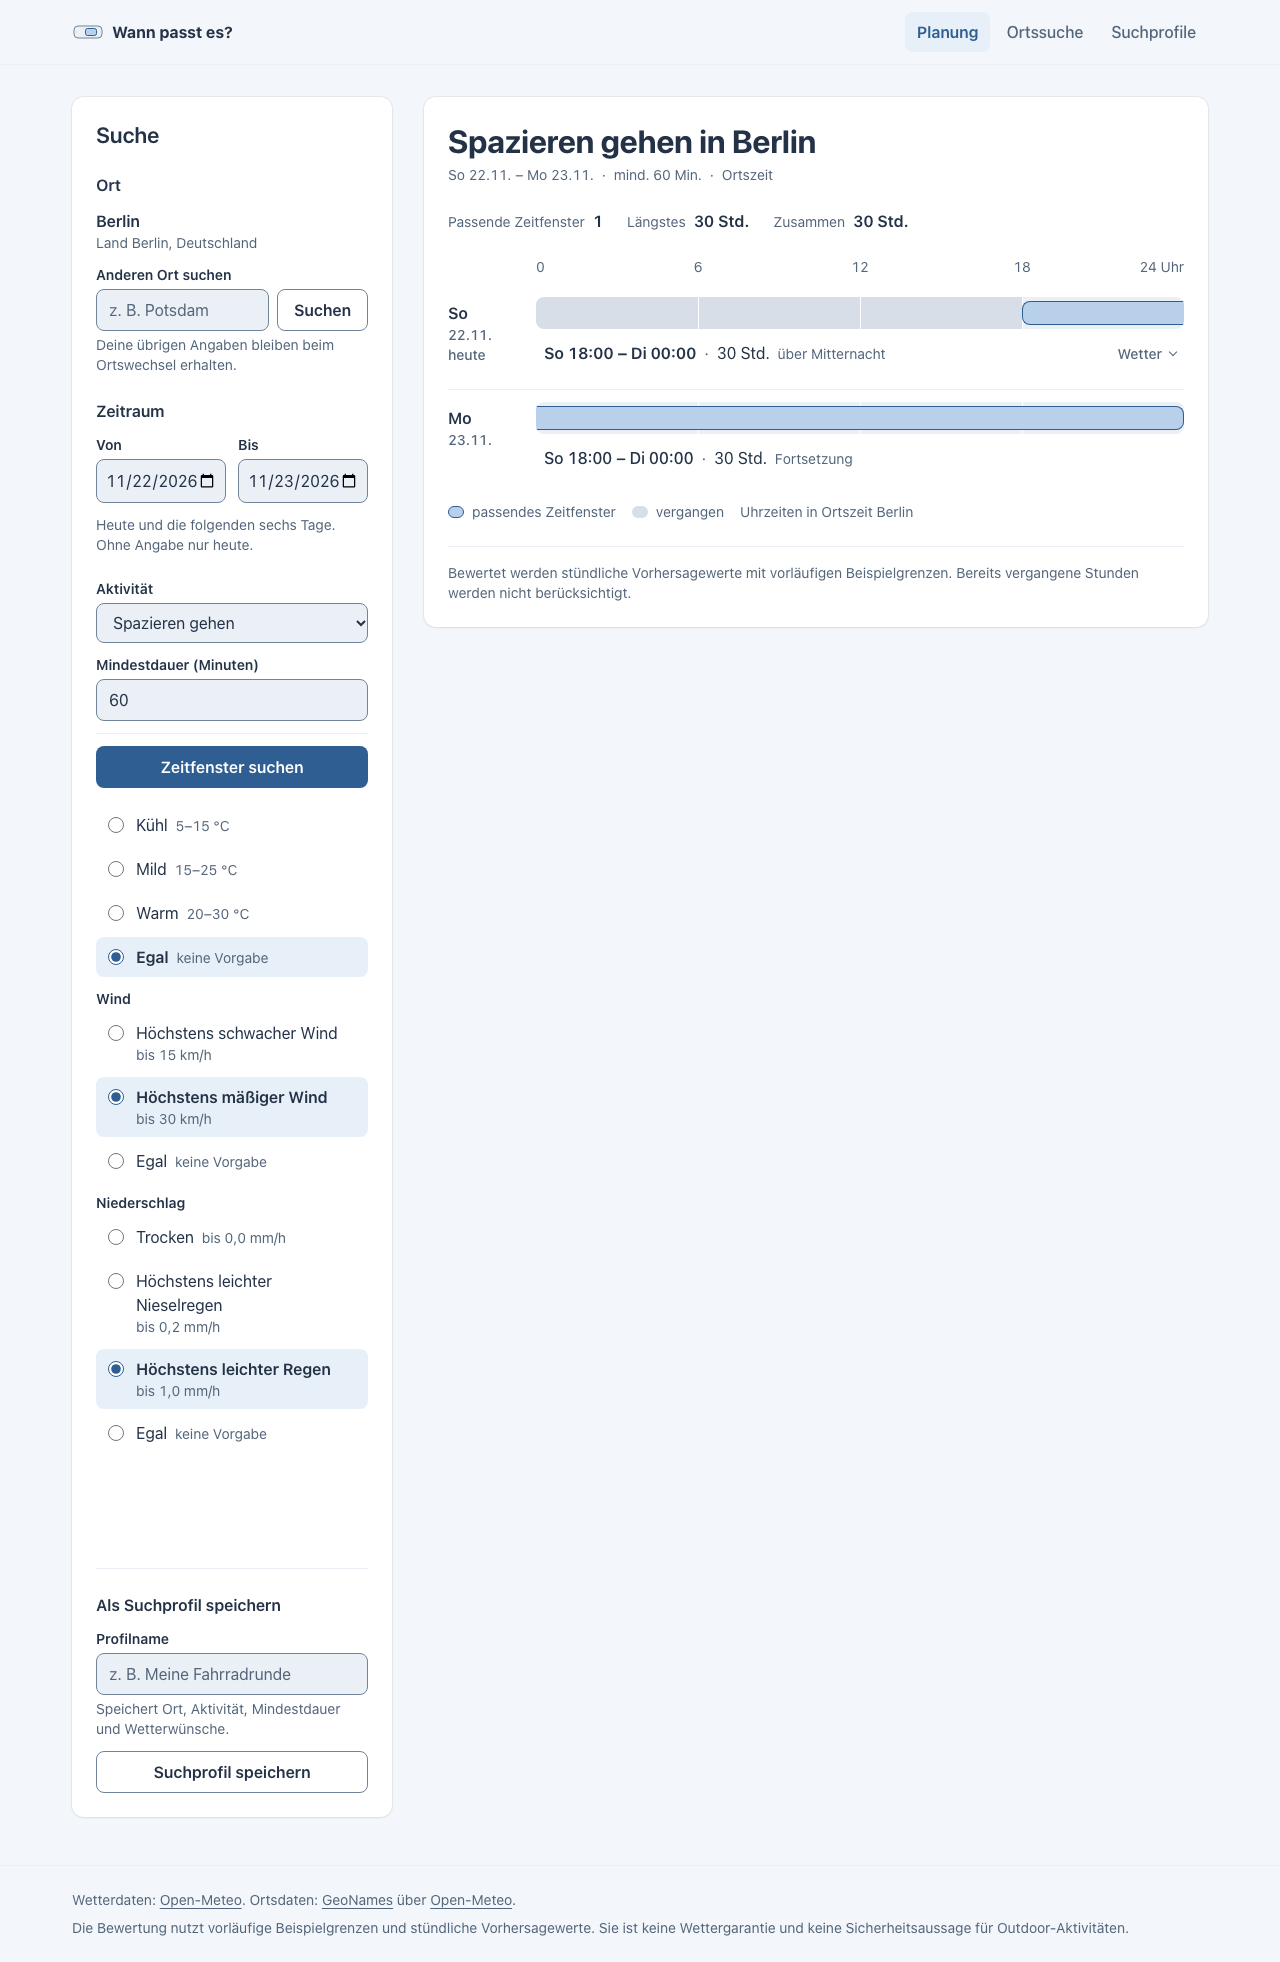 Wann passt es?
Planung
Ortssuche
Suchprofile
Suche
Ort
Berlin
Land Berlin, Deutschland
Anderen Ort suchen
z. B. Potsdam
Suchen
Deine übrigen Angaben bleiben beim
Ortswechsel erhalten.
Zeitraum
Von
Bis
11/22/2026
11/23/2026
Heute und die folgenden sechs Tage.
Ohne Angabe nur heute.
Aktivität
Spazieren gehen
Mindestdauer (Minuten)
60
Zeitfenster suchen
Kühl 5–15 °C
Mild 15–25 °C
Warm 20–30 °C
Egal keine Vorgabe
Wind
Höchstens schwacher Wind
bis 15 km/h
Höchstens mäßiger Wind
bis 30 km/h
Egal keine Vorgabe
Niederschlag
Trocken bis 0,0 mm/h
Höchstens leichter
Nieselregen
bis 0,2 mm/h
Höchstens leichter Regen
bis 1,0 mm/h
Egal keine Vorgabe
Als Suchprofil speichern
Profilname
z. B. Meine Fahrradrunde
Speichert Ort, Aktivität, Mindestdauer
und Wetterwünsche.
Suchprofil speichern
Spazieren gehen in Berlin
So 22.11. – Mo 23.11. · mind. 60 Min. · Ortszeit
Passende Zeitfenster 1 Längstes 30 Std. Zusammen 30 Std.
0 6 12 18 24 Uhr
So
22.11.
heute
So 18:00 – Di 00:00 · 30 Std. über Mitternacht
Wetter
Mo
23.11.
So 18:00 – Di 00:00 · 30 Std. Fortsetzung
passendes Zeitfenster vergangen Uhrzeiten in Ortszeit Berlin
Bewertet werden stündliche Vorhersagewerte mit vorläufigen Beispielgrenzen. Bereits vergangene Stunden
werden nicht berücksichtigt.
Wetterdaten: Open-Meteo. Ortsdaten: GeoNames über Open-Meteo.
Die Bewertung nutzt vorläufige Beispielgrenzen und stündliche Vorhersagewerte. Sie ist keine Wettergarantie und keine Sicherheitsaussage für Outdoor-Aktivitäten.